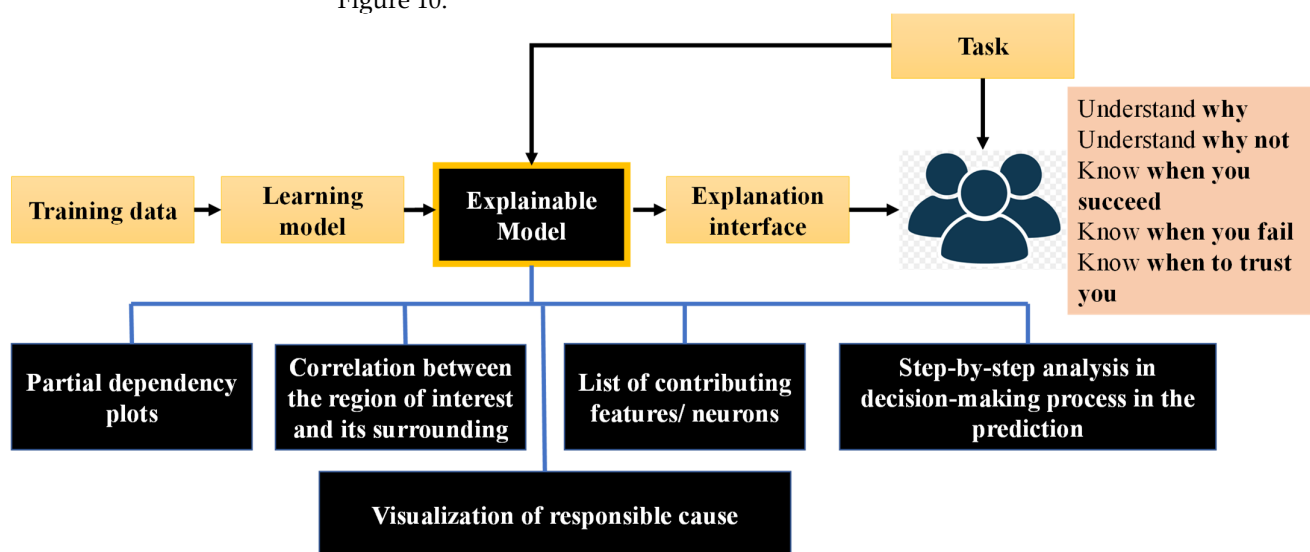 Figure 10.
Task
Understand why
Understand why not
Know when you
succeed
Know when you fail
Know when to trust
you
Training data
Learning
model
Explainable
Model
Explanation
interface
Partial dependency
plots
Correlation between
the region of interest
and its surrounding
List of contributing
features/ neurons
Step-by-step analysis in
decision-making process in the
prediction
Visualization of responsible cause